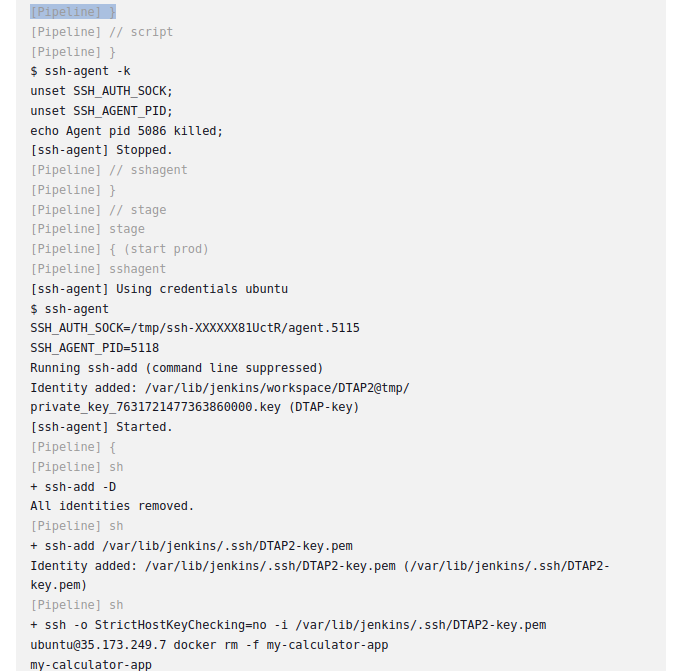 [Pipeline] }
[Pipeline] // script
[Pipeline] }
$ ssh-agent -k
unset SSH_AUTH_SOCK;
unset SSH_AGENT_PID;
echo Agent pid 5086 killed;
[ssh-agent] Stopped.
[Pipeline] // sshagent
[Pipeline] }
[Pipeline] // stage
[Pipeline] stage
[Pipeline] { (start prod)
[Pipeline] sshagent
[ssh-agent] Using credentials ubuntu
$ ssh-agent
SSH_AUTH_SOCK=/tmp/ssh-XXXXXX81UctR/agent.5115
SSH_AGENT_PID=5118
Running ssh-add (command line suppressed)
Identity added: /var/lib/jenkins/workspace/DTAP2@tmp/
private_key_7631721477363860000.key (DTAP-key)
[ssh-agent] Started.
[Pipeline] {
[Pipeline] sh
+ ssh-add -D
All identities removed.
[Pipeline] sh
+ ssh-add /var/lib/jenkins/.ssh/DTAP2-key.pem
Identity added: /var/lib/jenkins/.ssh/DTAP2-key.pem (/var/lib/jenkins/.ssh/DTAP2-
key.pem)
[Pipeline] sh
+ ssh -o StrictHostKeyChecking=no -i /var/lib/jenkins/.ssh/DTAP2-key.pem
ubuntu@35.173.249.7 docker rm -f my-calculator-app
my-calculator-app